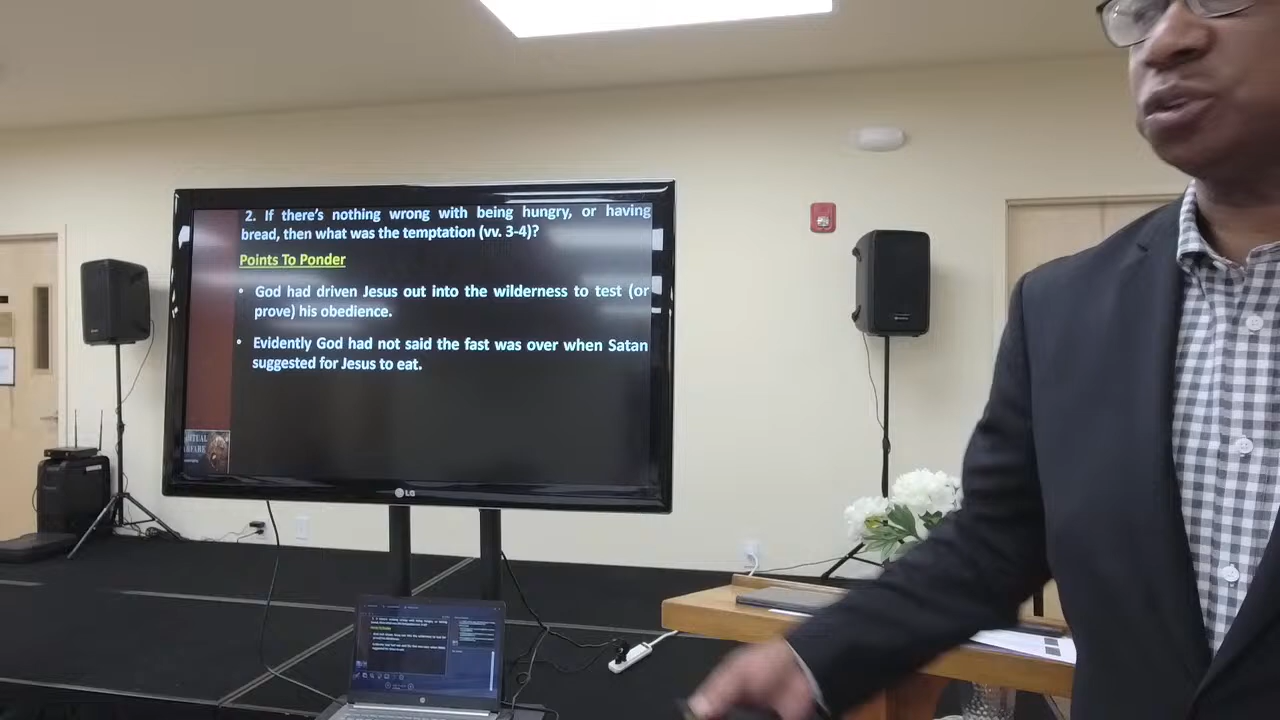 2. If there's nothing wrong with being hungry, or having
bread, then what was the temptation (vv. 3-4)?
Points To Ponder
• God had driven Jesus out into the wilderness to test (or
prove) his obedience.
• Evidently God had not said the fast was over when Satan
suggested for Jesus to eat.
LG